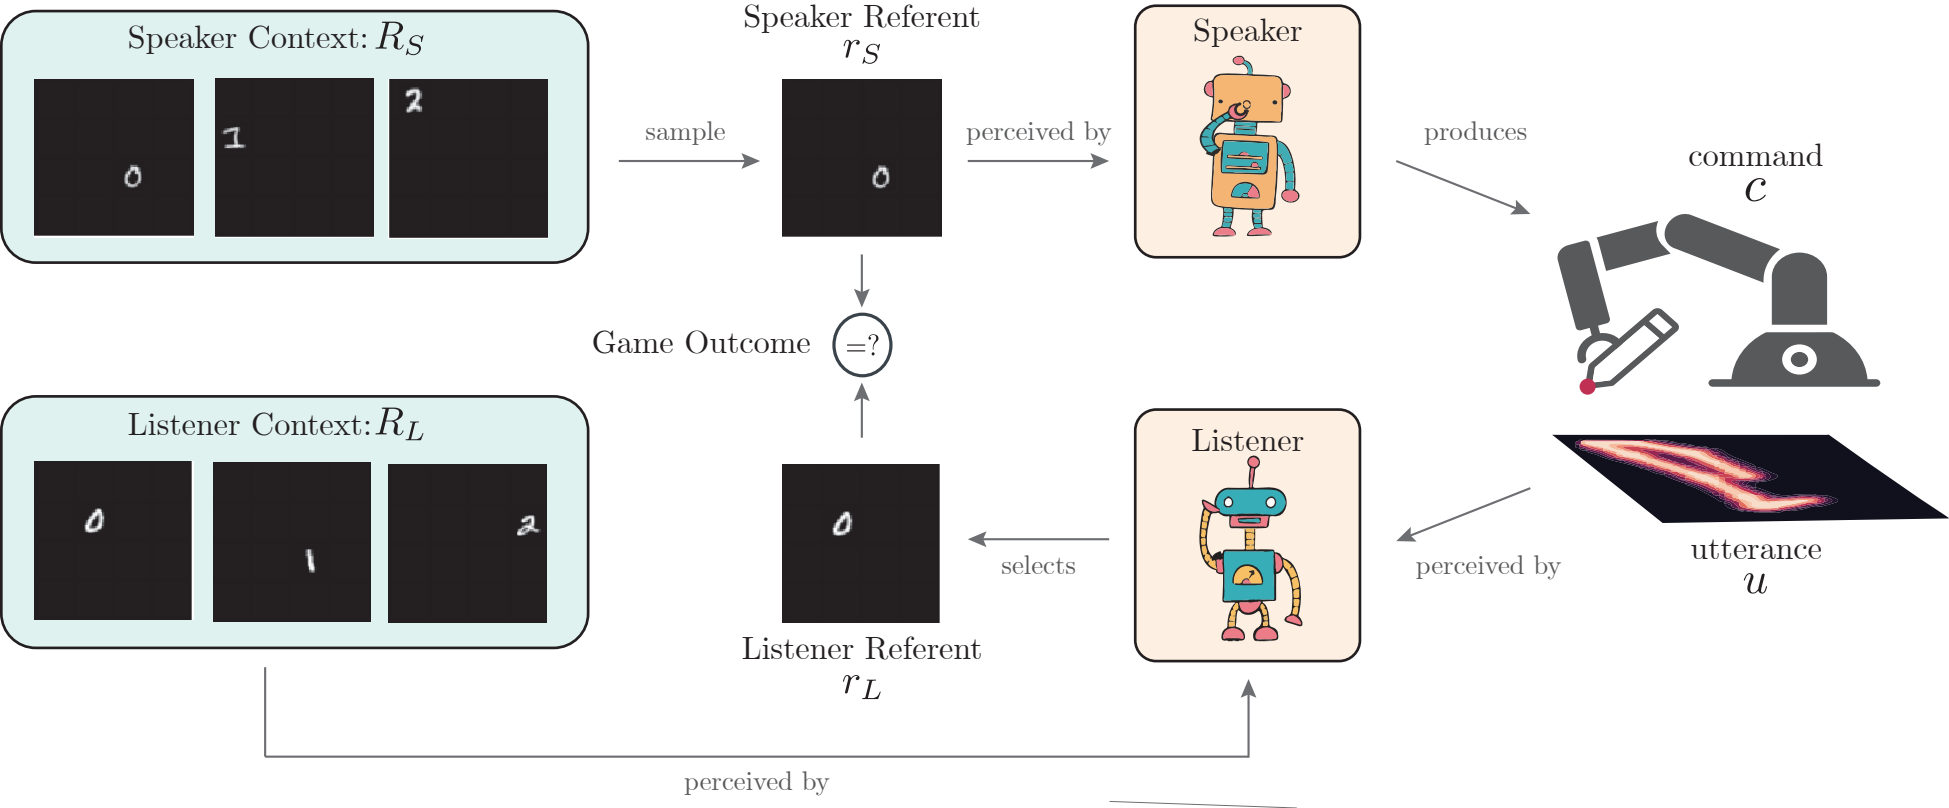 Speaker Context: R_S
0
1
2
sample
Speaker Referent
r_S
0
perceived by
Speaker
produces
command
c
Game Outcome
=?
Listener Context: R_L
0
1
2
Listener
utterance
u
perceived by
selects
0
Listener Referent
r_L
perceived by